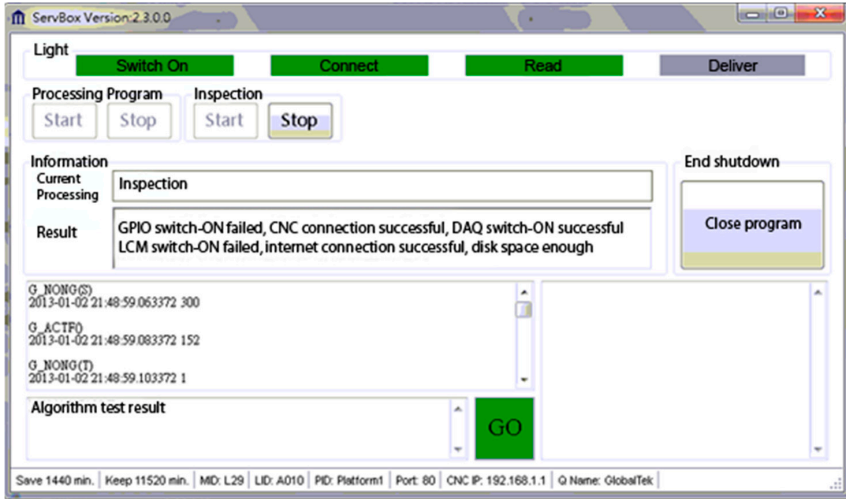 ServBox Version:2.3.0.0
Light
Switch On Connect Read Deliver
Processing Program Inspection
Start Stop Start Stop
Information End shutdown
Current
Processing
Inspection
Close program
Result
GPIO switch-ON failed, CNC connection successful, DAQ switch-ON successful
LCM switch-ON failed, internet connection successful, disk space enough
G_NONG(S)
2013-01-02 21:48:59.063372 300
G_ACTF()
2013-01-02 21:48:59.083372 152
G_NONG(T)
2013-01-02 21:48:59.103372 1
Algorithm test result
GO
Save 1440 min. Keep 11520 min. MID: L29 LID: A010 PID: Platform1 Port: 80 CNC IP: 192.168.1.1 Q Name: GlobalTek